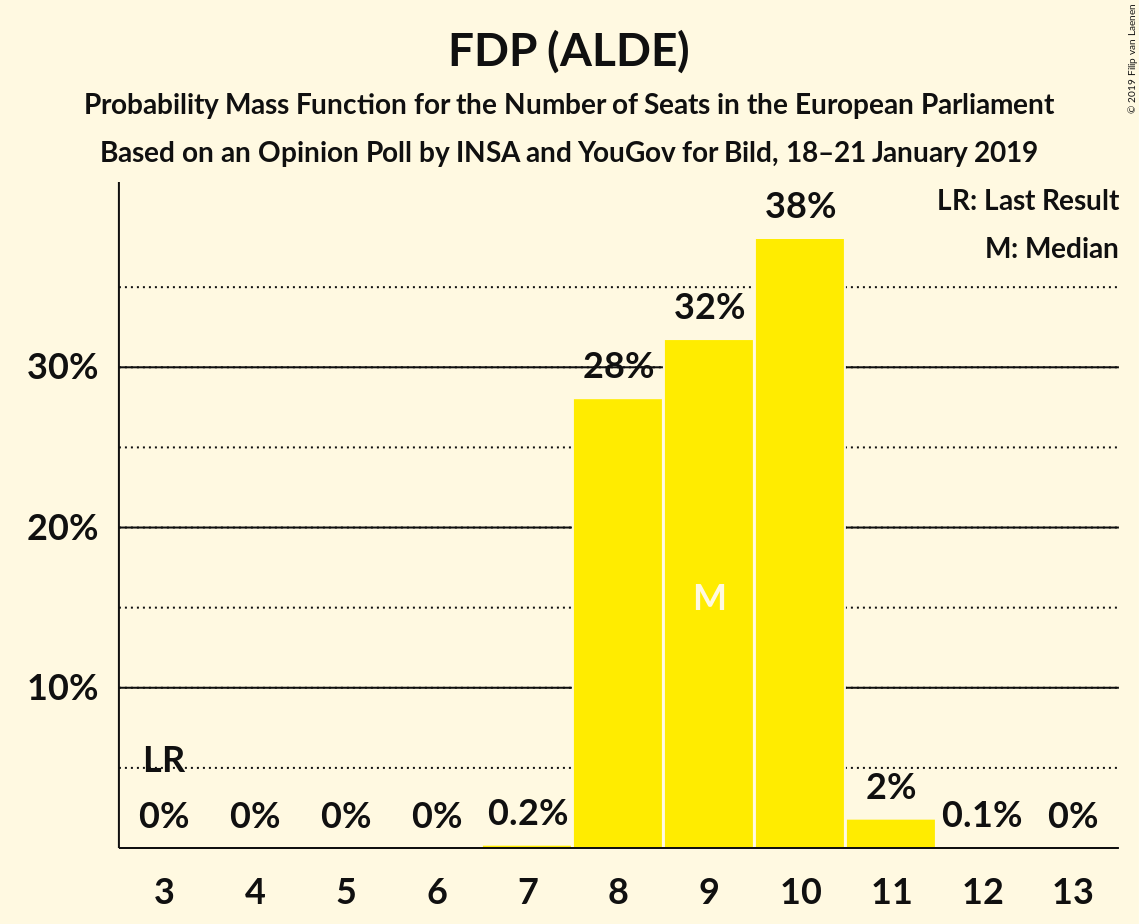 FDP (ALDE)
Probability Mass Function for the Number of Seats in the European Parliament
Based on an Opinion Poll by INSA and YouGov for Bild, 18–21 January 2019
© 2019 Filip van Laenen
LR: Last Result
M: Median
38%
32%
28%
30%
20%
M
10%
LR
2%
0% 0% 0% 0% 0.2% 0.1% 0%
3 4 5 6 7 8 9 10 11 12 13